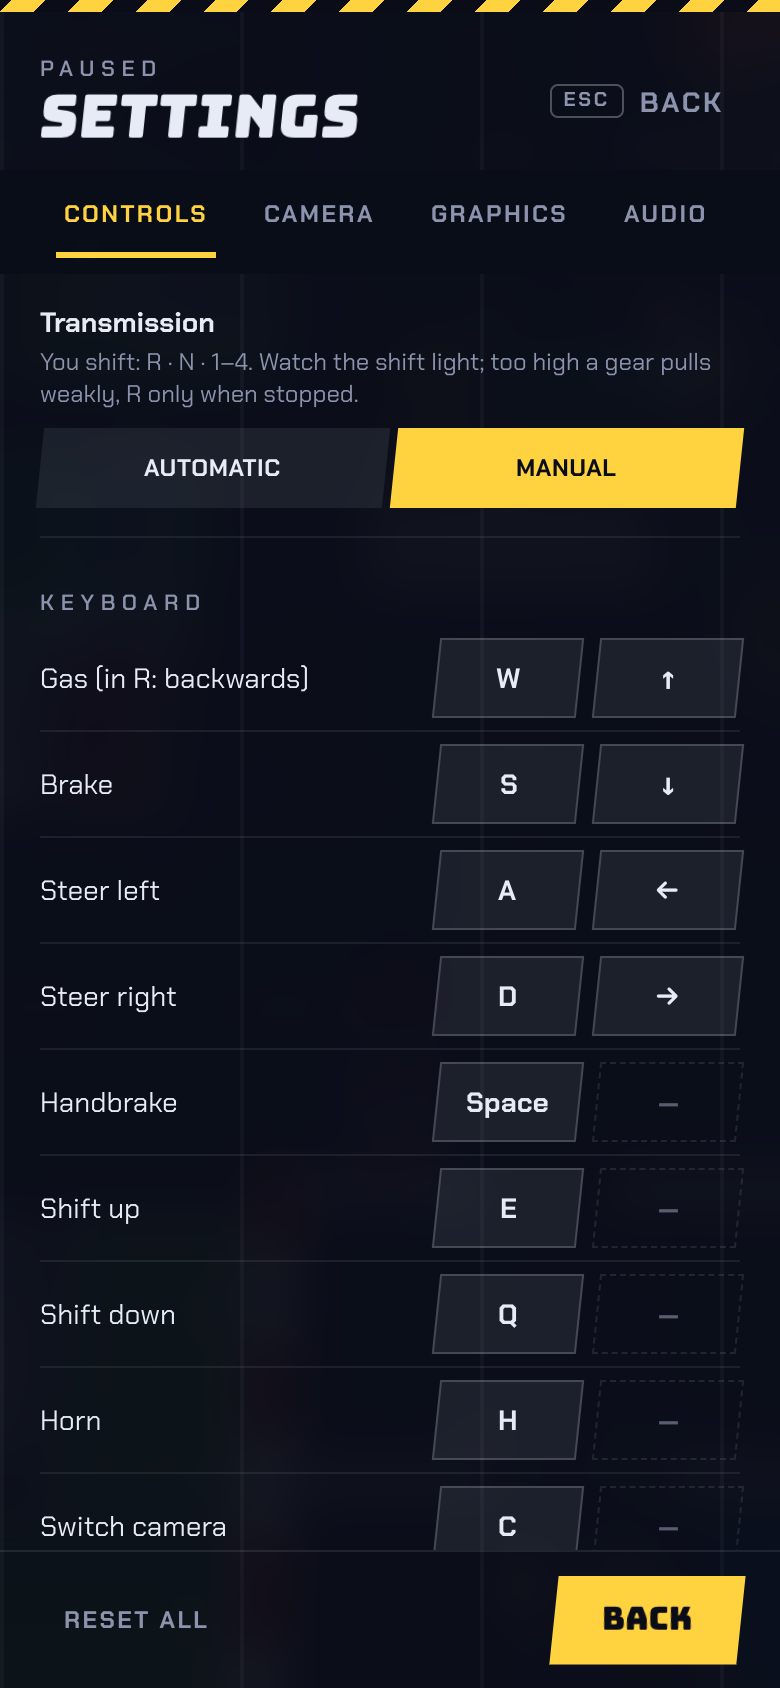 PAUSED
SETTINGS
ESC BACK
CONTROLS CAMERA GRAPHICS AUDIO
Transmission
You shift: R · N · 1–4. Watch the shift light; too high a gear pulls
weakly, R only when stopped.
AUTOMATIC MANUAL
KEYBOARD
Gas (in R: backwards) W ↑
Brake S ↓
Steer left A ←
Steer right D →
Handbrake Space –
Shift up E –
Shift down Q –
Horn H –
Switch camera C –
RESET ALL BACK